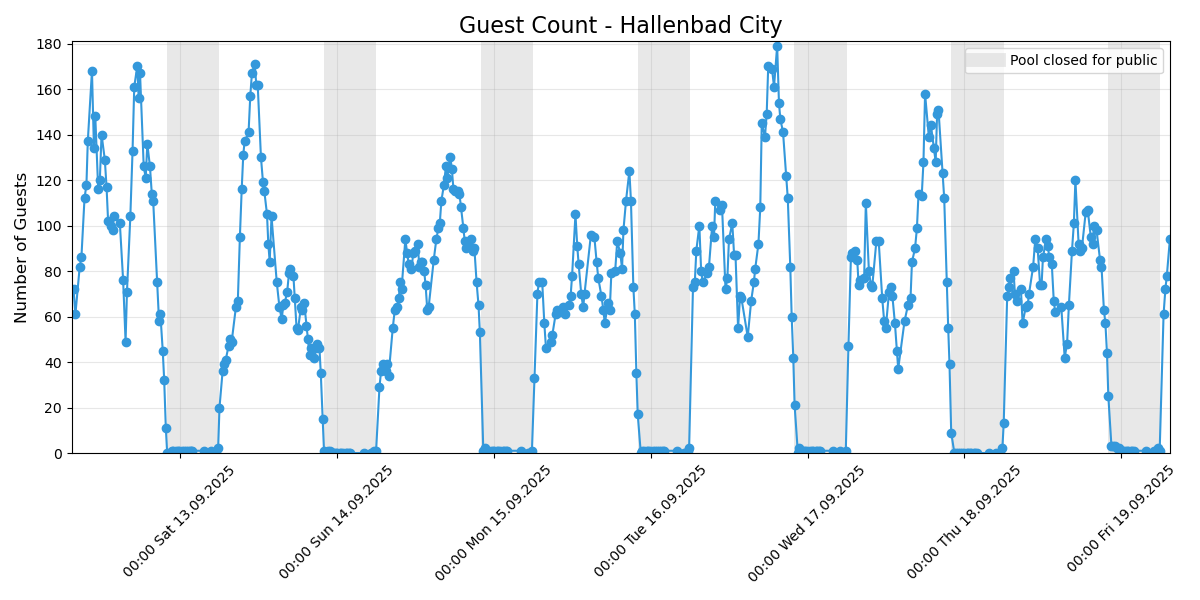 Guest Count - Hallenbad City
Pool closed for public
Number of Guests
180
160
140
120
100
80
60
40
20
0
00:00 Sat 13.09.2025
00:00 Sun 14.09.2025
00:00 Mon 15.09.2025
00:00 Tue 16.09.2025
00:00 Wed 17.09.2025
00:00 Thu 18.09.2025
00:00 Fri 19.09.2025